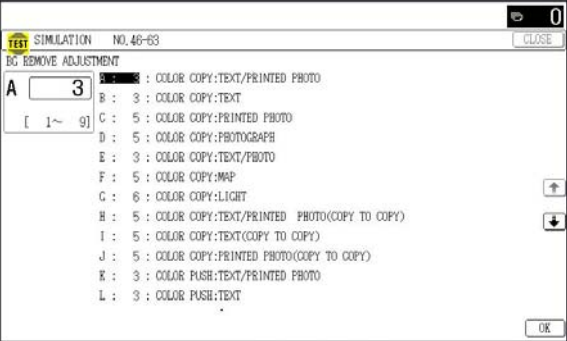 0
TEST SIMULATION NO.46-63
CLOSE
BG REMOVE ADJUSTMENT
A 3
[ 1~ 9]
A : 3 : COLOR COPY:TEXT/PRINTED PHOTO
B : 3 : COLOR COPY:TEXT
C : 5 : COLOR COPY:PRINTED PHOTO
D : 5 : COLOR COPY:PHOTOGRAPH
E : 3 : COLOR COPY:TEXT/PHOTO
F : 5 : COLOR COPY:MAP
G : 6 : COLOR COPY:LIGHT
H : 5 : COLOR COPY:TEXT/PRINTED PHOTO(COPY TO COPY)
I : 5 : COLOR COPY:TEXT(COPY TO COPY)
J : 5 : COLOR COPY:PRINTED PHOTO(COPY TO COPY)
K : 3 : COLOR PUSH:TEXT/PRINTED PHOTO
L : 3 : COLOR PUSH:TEXT
OK